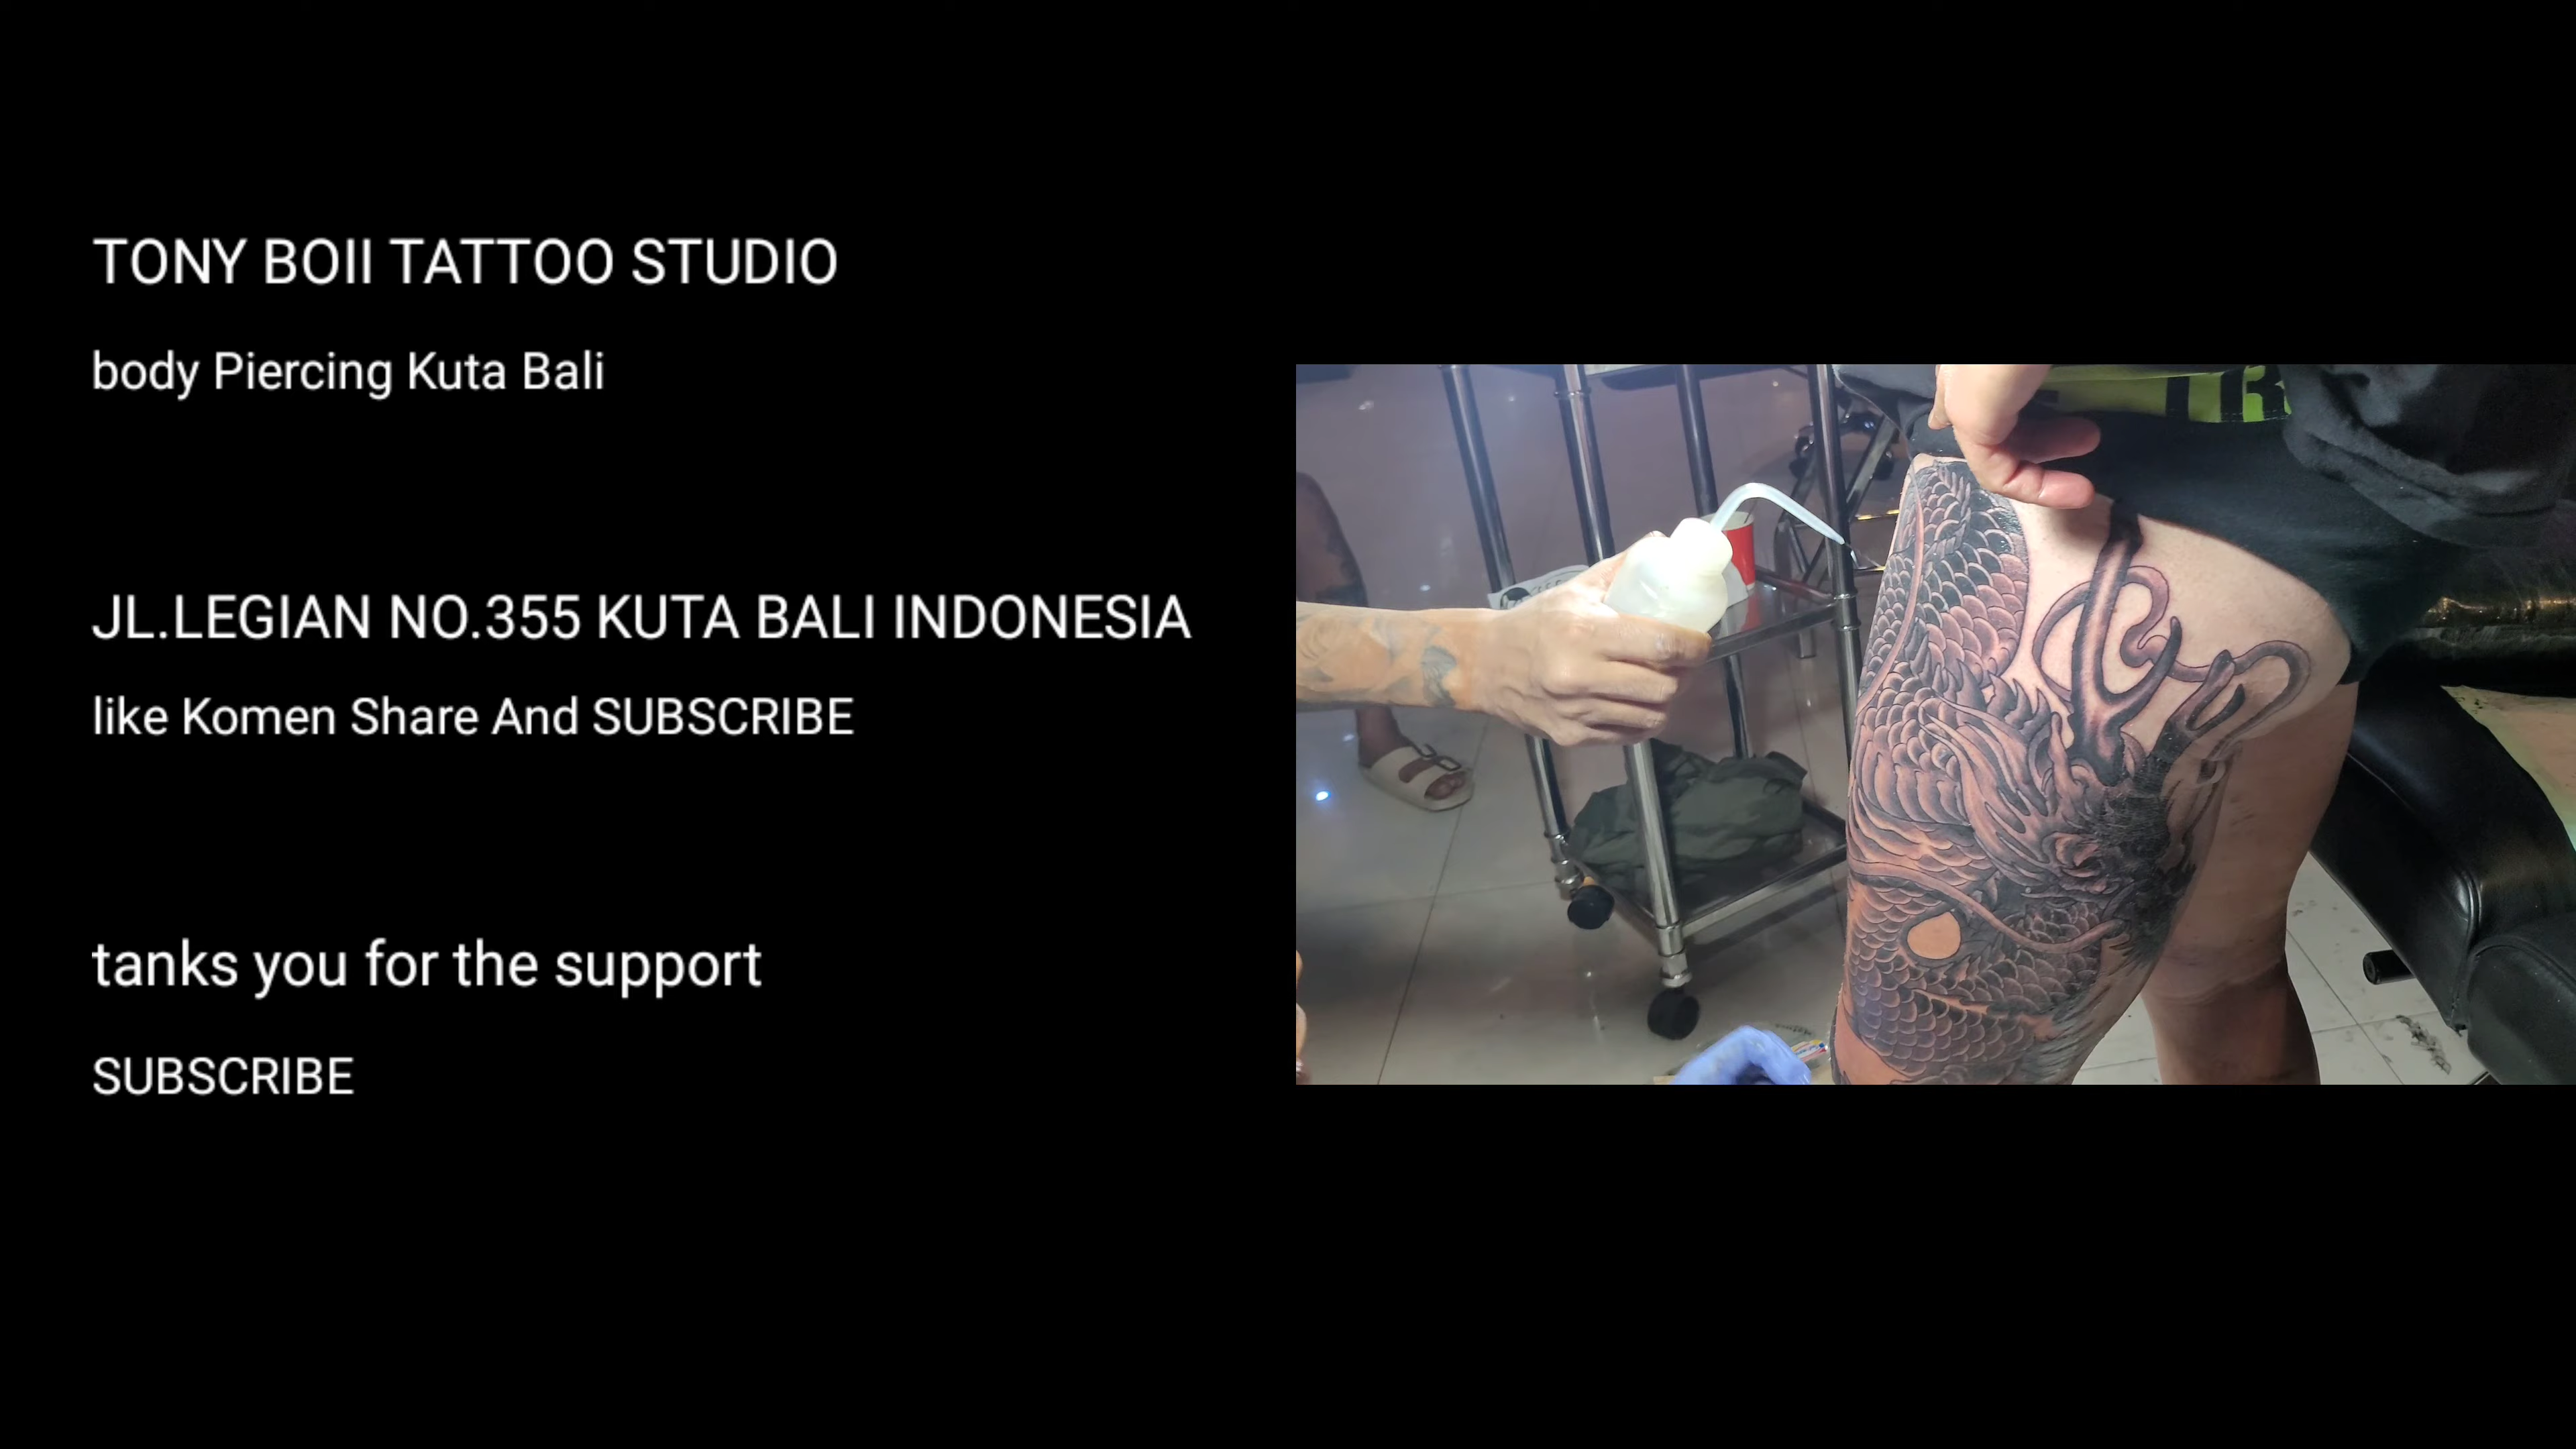 TONY BOII TATTOO STUDIO
body Piercing Kuta Bali
JL.LEGIAN NO.355 KUTA BALI INDONESIA
like Komen Share And SUBSCRIBE
tanks you for the support
SUBSCRIBE